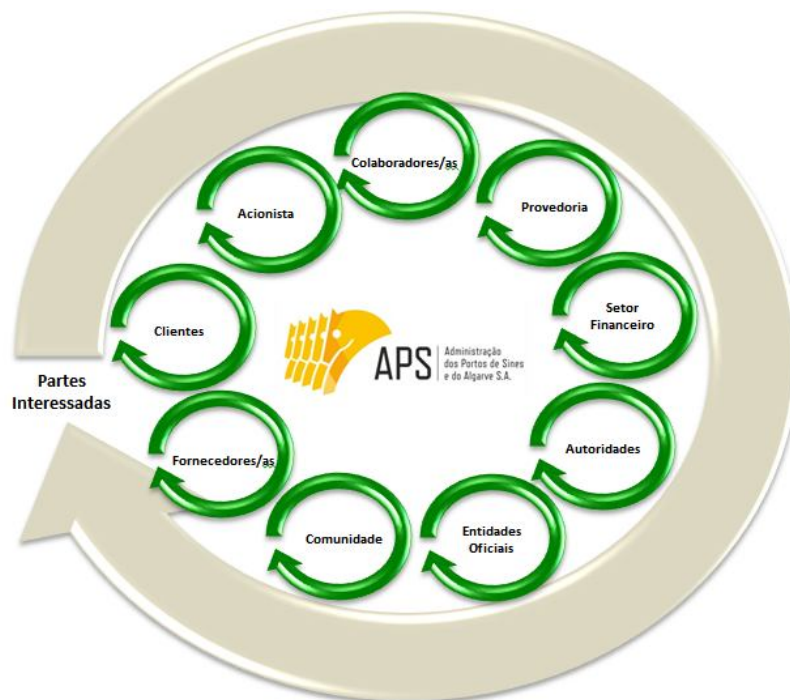 Colaboradores/as
Acionista
Provedoria
Clientes
Setor
Financeiro
APS
Administração
dos Portos de Sines
e do Algarve S.A.
Partes
Interessadas
Fornecedores/as
Autoridades
Comunidade
Entidades
Oficiais